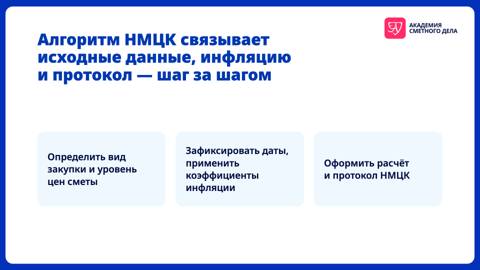 Алгоритм НМЦК связывает
исходные данные, инфляцию
и протокол — шаг за шагом
АКАДЕМИЯ
СМЕТНОГО ДЕЛА
Определить вид
закупки и уровень
цен сметы
Зафиксировать даты,
применить
коэффициенты
инфляции
Оформить расчёт
и протокол НМЦК